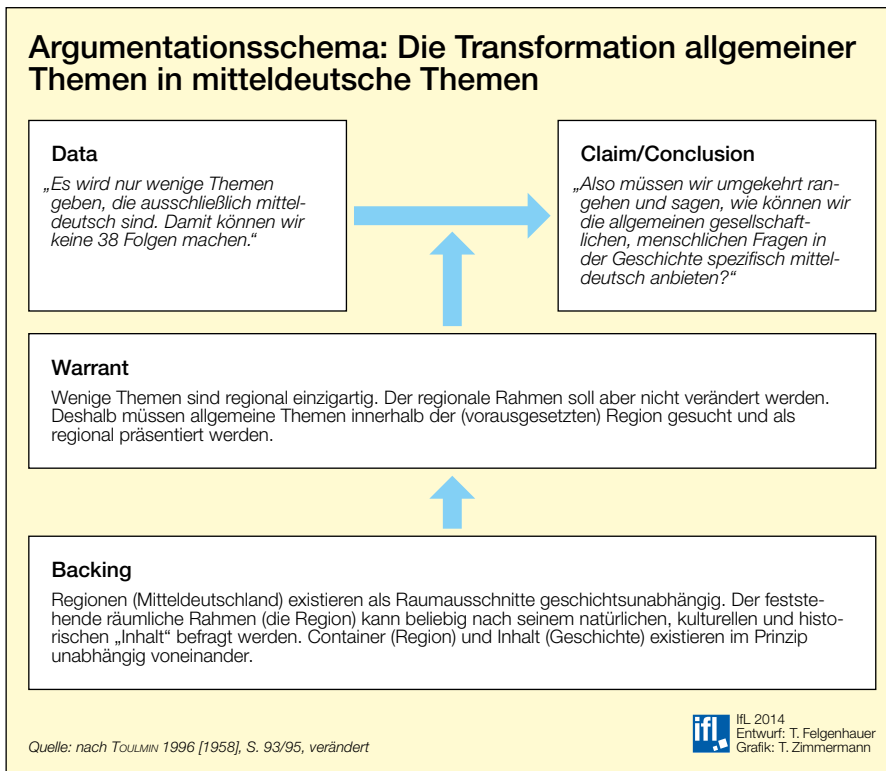 Argumentationsschema: Die Transformation allgemeiner
Themen in mitteldeutsche Themen
Data
„Es wird nur wenige Themen
geben, die ausschließlich mittel-
deutsch sind. Damit können wir
keine 38 Folgen machen.“
Claim/Conclusion
„Also müssen wir umgekehrt ran-
gehen und sagen, wie können wir
die allgemeinen gesellschaft-
lichen, menschlichen Fragen in
der Geschichte spezifisch mittel-
deutsch anbieten?“
Warrant
Wenige Themen sind regional einzigartig. Der regionale Rahmen soll aber nicht verändert werden.
Deshalb müssen allgemeine Themen innerhalb der (vorausgesetzten) Region gesucht und als
regional präsentiert werden.
Backing
Regionen (Mitteldeutschland) existieren als Raumausschnitte geschichtsunabhängig. Der festste-
hende räumliche Rahmen (die Region) kann beliebig nach seinem natürlichen, kulturellen und histo-
rischen „Inhalt“ befragt werden. Container (Region) und Inhalt (Geschichte) existieren im Prinzip
unabhängig voneinander.
Quelle: nach Toulmin 1996 [1958], S. 93/95, verändert
ifl
IfL 2014
Entwurf: T. Felgenhauer
Grafik: T. Zimmermann